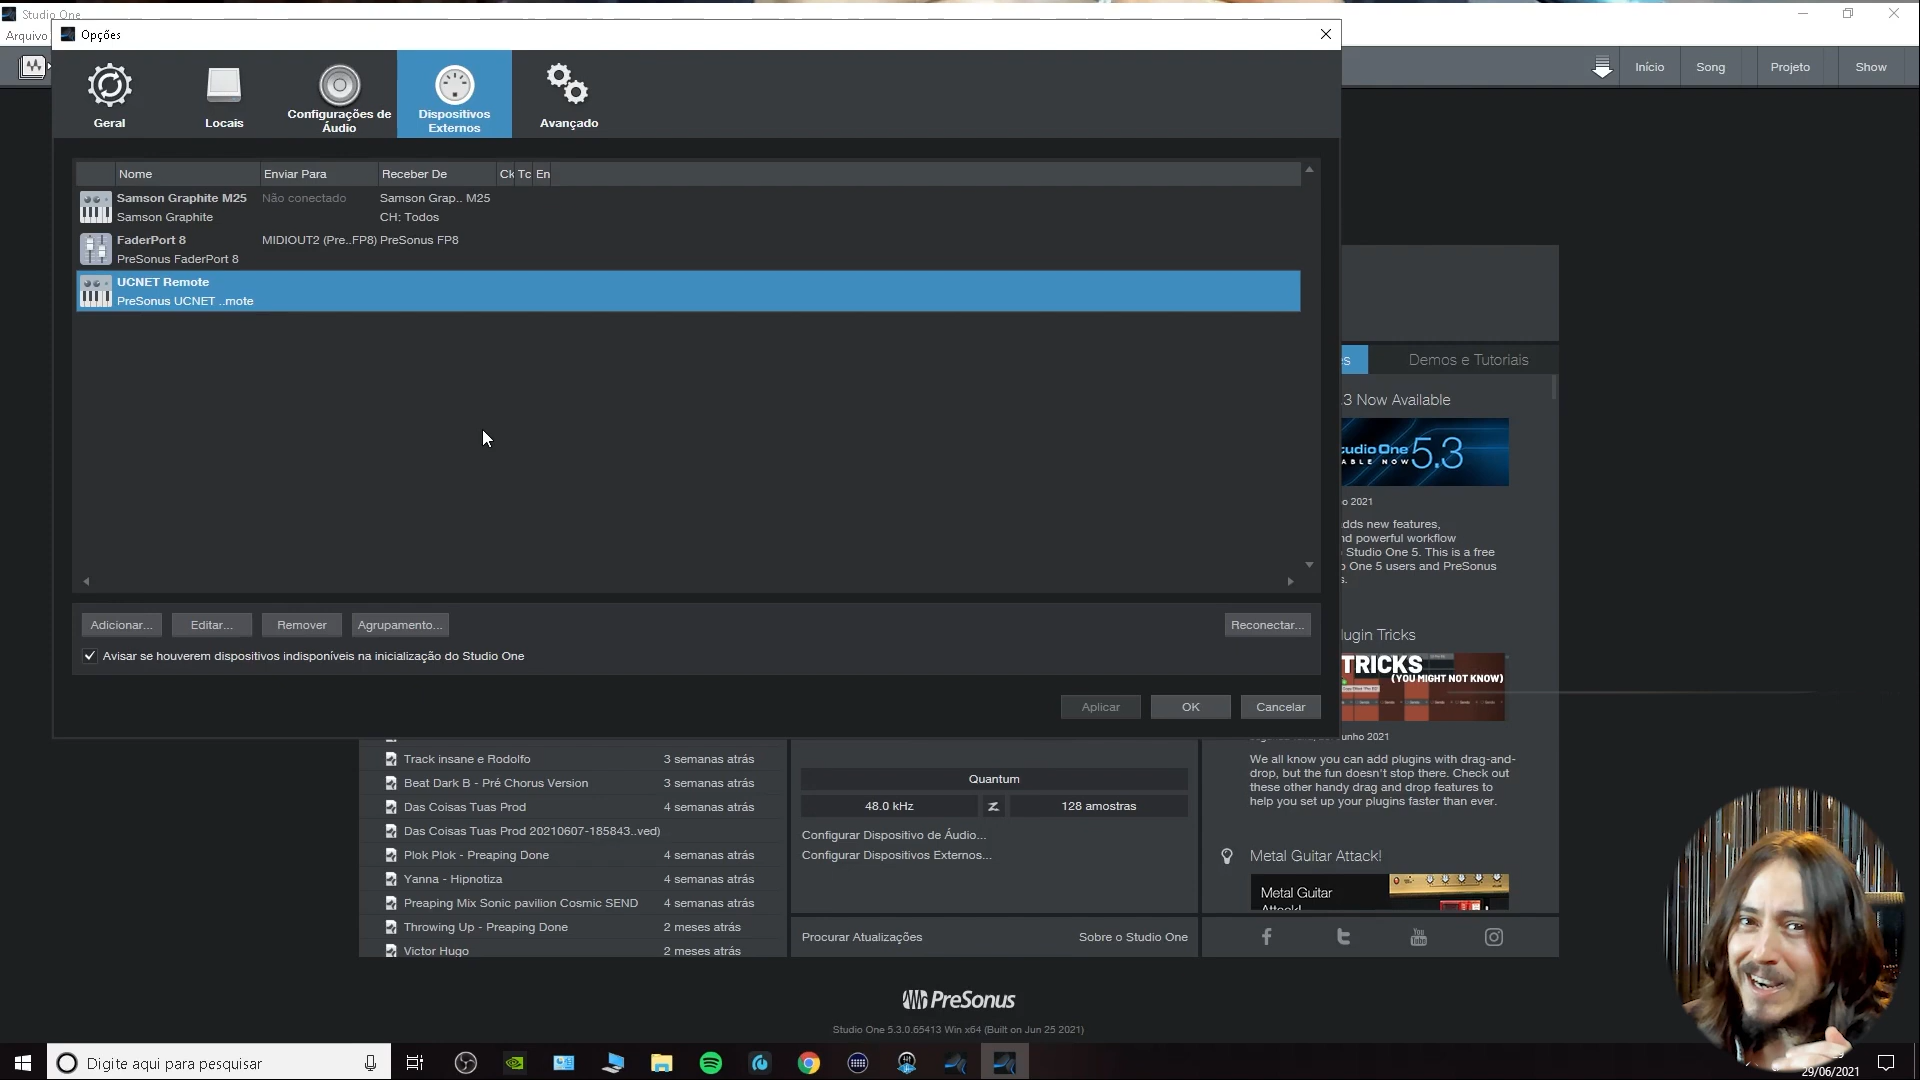 Studio One
Arquivo
Opções
Geral
Locais
Configurações de
Áudio
Dispositivos
Externos
Avançado
Início
Song
Projeto
Show
Nome
Enviar Para
Receber De
Ck
Tc
En
Samson Graphite M25
Não conectado
Samson Grap.. M25
Samson Graphite
CH: Todos
FaderPort 8
MIDIOUT2 (Pre..FP8)
PreSonus FP8
PreSonus FaderPort 8
UCNET Remote
PreSonus UCNET ..mote
Adicionar...
Editar...
Remover
Agrupamento...
Reconectar...
Avisar se houverem dispositivos indisponíveis na inicialização do Studio One
Aplicar
OK
Cancelar
Demos e Tutoriais
.3 Now Available
udio One 5.3
ABLE NOW
o 2021
dds new features,
nd powerful workflow
Studio One 5. This is a free
One 5 users and PreSonus
s.
lugin Tricks
TRICKS
(YOU MIGHT NOT KNOW)
unho 2021
We all know you can add plugins with drag-and-
drop, but the fun doesn't stop there. Check out
these other handy drag and drop features to
help you set up your plugins faster than ever.
Metal Guitar Attack!
Metal Guitar
Attack!
Track insane e Rodolfo
3 semanas atrás
Beat Dark B - Pré Chorus Version
3 semanas atrás
Das Coisas Tuas Prod
4 semanas atrás
Das Coisas Tuas Prod 20210607-185843..ved)
Plok Plok - Preaping Done
4 semanas atrás
Yanna - Hipnotiza
4 semanas atrás
Preaping Mix Sonic pavilion Cosmic SEND
4 semanas atrás
Throwing Up - Preaping Done
2 meses atrás
Victor Hugo
2 meses atrás
Quantum
48.0 kHz
128 amostras
Configurar Dispositivo de Áudio...
Configurar Dispositivos Externos...
Procurar Atualizações
Sobre o Studio One
You
Tube
PreSonus
Studio One 5.3.0.65413 Win x64 (Built on Jun 25 2021)
Digite aqui para pesquisar
29/06/2021